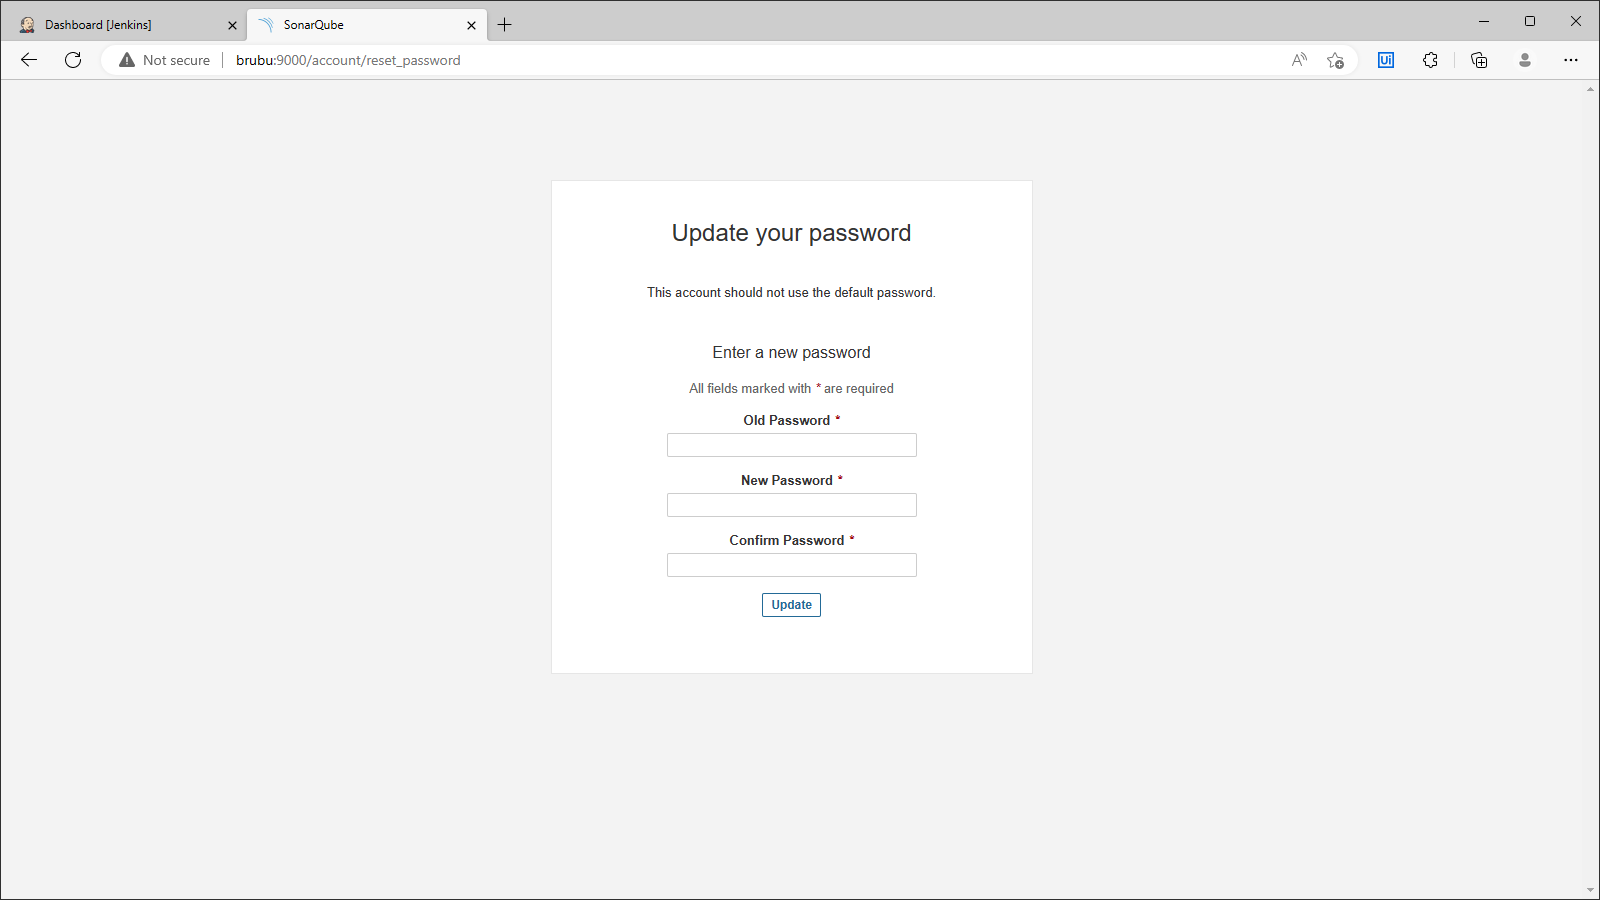 Dashboard [Jenkins]
SonarQube
Not secure
brubu:9000/account/reset_password
Ui
Update your password
This account should not use the default password.
Enter a new password
All fields marked with * are required
Old Password *
New Password *
Confirm Password *
Update